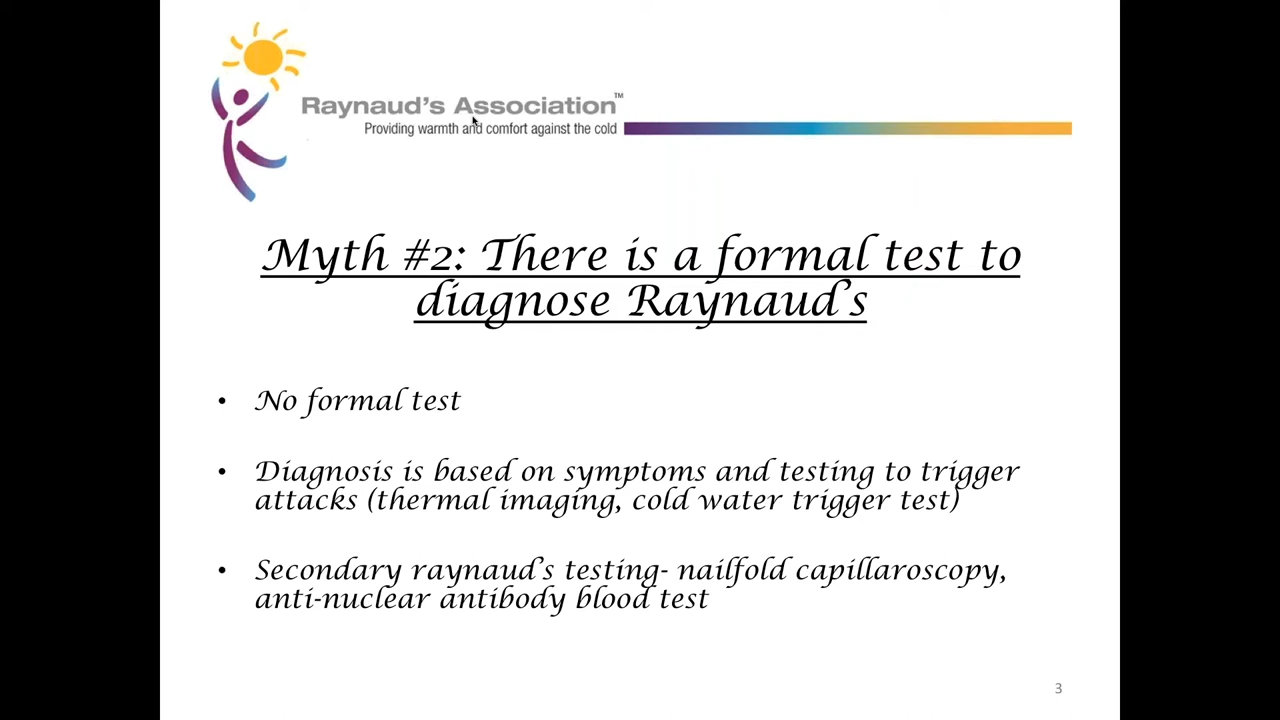 Raynaud's Association™
Providing warmth and comfort against the cold
Myth #2: There is a formal test to
diagnose Raynaud's
• No formal test
• Diagnosis is based on symptoms and testing to trigger
attacks (thermal imaging, cold water trigger test)
• Secondary raynaud's testing- nailfold capillaroscopy,
anti-nuclear antibody blood test
3